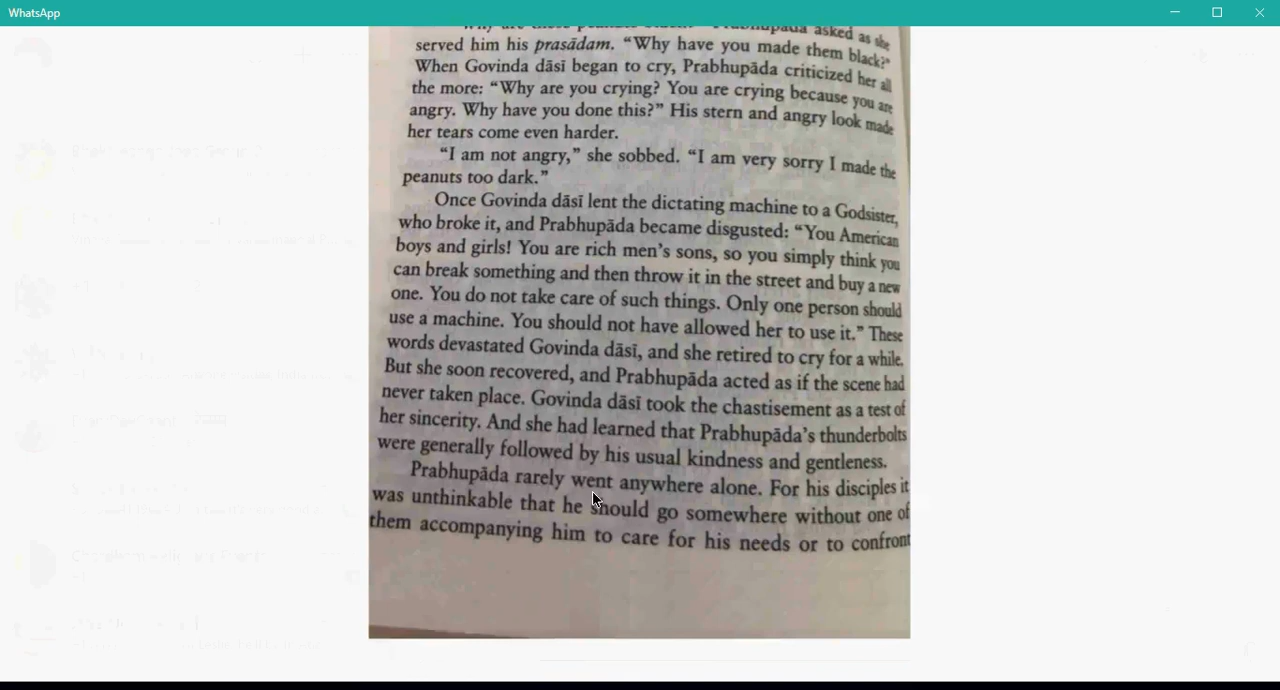 WhatsApp
Prabhupāda asked as she
served him his prasādam. “Why have you made them black?”
When Govinda dāsī began to cry, Prabhupāda criticized her all
the more: “Why are you crying? You are crying because you are
angry. Why have you done this?” His stern and angry look made
her tears come even harder.
“I am not angry,” she sobbed. “I am very sorry I made the
peanuts too dark.”
Once Govinda dāsī lent the dictating machine to a Godsister,
who broke it, and Prabhupāda became disgusted: “You American
boys and girls! You are rich men’s sons, so you simply think you
can break something and then throw it in the street and buy a new
one. You do not take care of such things. Only one person should
use a machine. You should not have allowed her to use it.” These
words devastated Govinda dāsī, and she retired to cry for a while.
But she soon recovered, and Prabhupāda acted as if the scene had
never taken place. Govinda dāsī took the chastisement as a test of
her sincerity. And she had learned that Prabhupāda’s thunderbolts
were generally followed by his usual kindness and gentleness.
Prabhupāda rarely went anywhere alone. For his disciples it
was unthinkable that he should go somewhere without one of
them accompanying him to care for his needs or to confront